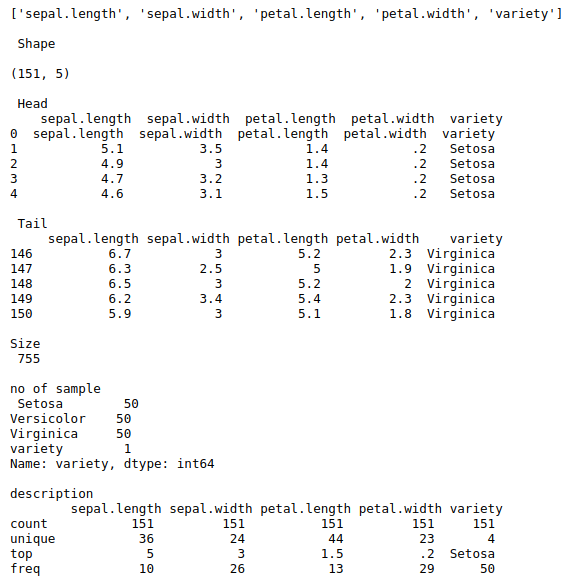 ['sepal.length', 'sepal.width', 'petal.length', 'petal.width', 'variety']
Shape
(151, 5)
Head
sepal.length sepal.width petal.length petal.width variety
0 sepal.length sepal.width petal.length petal.width variety
1 5.1 3.5 1.4 .2 Setosa
2 4.9 3 1.4 .2 Setosa
3 4.7 3.2 1.3 .2 Setosa
4 4.6 3.1 1.5 .2 Setosa
Tail
sepal.length sepal.width petal.length petal.width variety
146 6.7 3 5.2 2.3 Virginica
147 6.3 2.5 5 1.9 Virginica
148 6.5 3 5.2 2 Virginica
149 6.2 3.4 5.4 2.3 Virginica
150 5.9 3 5.1 1.8 Virginica
Size
755
no of sample
Setosa 50
Versicolor 50
Virginica 50
variety 1
Name: variety, dtype: int64
description
sepal.length sepal.width petal.length petal.width variety
count 151 151 151 151 151
unique 36 24 44 23 4
top 5 3 1.5 .2 Setosa
freq 10 26 13 29 50